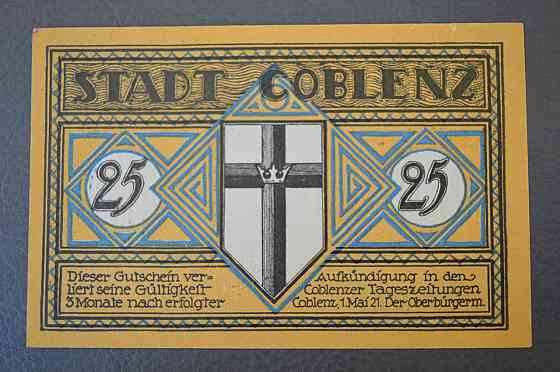 STADT COBLENZ
25
25
Dieser Gutschein ver=
liert seine Gültigkeit
3 Monate nach erfolgter
Aufkündigung in den
Coblenzer Tageszeitungen
Coblenz, 1. Mai 21. Der Oberbürgerm.